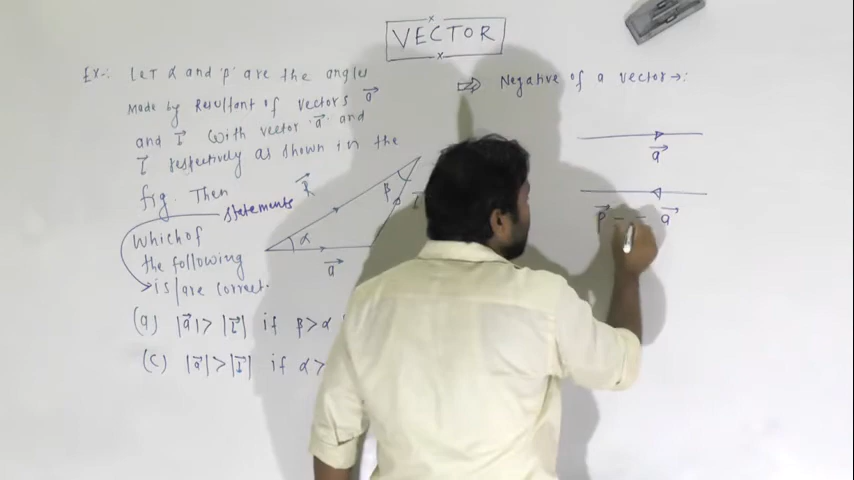 VECTOR
Ex-: Let α and 'β' are the angles
Made by Resultant of vectors a⃗
and b⃗ with vector 'a⃗' and
b⃗ respectively as shown in the
fig. Then
statements
Which of
the following
is/are correct.
R⃗
β
α
a⃗
(a) |a⃗| > |b⃗| if β > α
(C) |a⃗| > |b⃗| if α >
⇒ Negative of a vector →:
a⃗
p⃗ = - a⃗